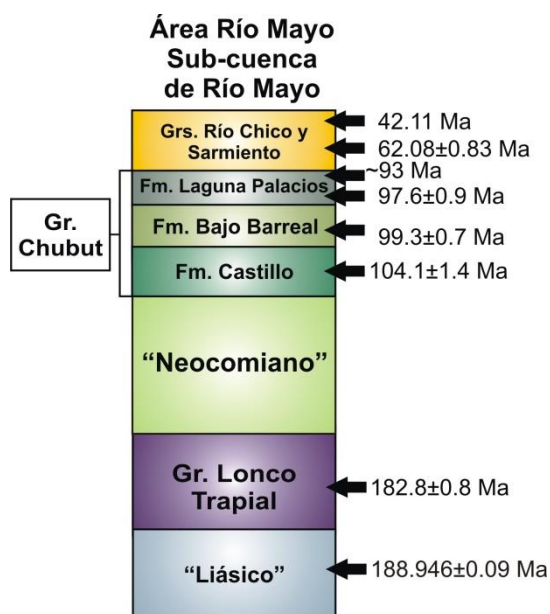 Área Río Mayo
Sub-cuenca
de Río Mayo
Grs. Río Chico y
Sarmiento
42.11 Ma
62.08±0.83 Ma
~93 Ma
Fm. Laguna Palacios
97.6±0.9 Ma
Gr.
Chubut
Fm. Bajo Barreal
99.3±0.7 Ma
Fm. Castillo
104.1±1.4 Ma
“Neocomiano”
Gr. Lonco
Trapial
182.8±0.8 Ma
“Liásico”
188.946±0.09 Ma